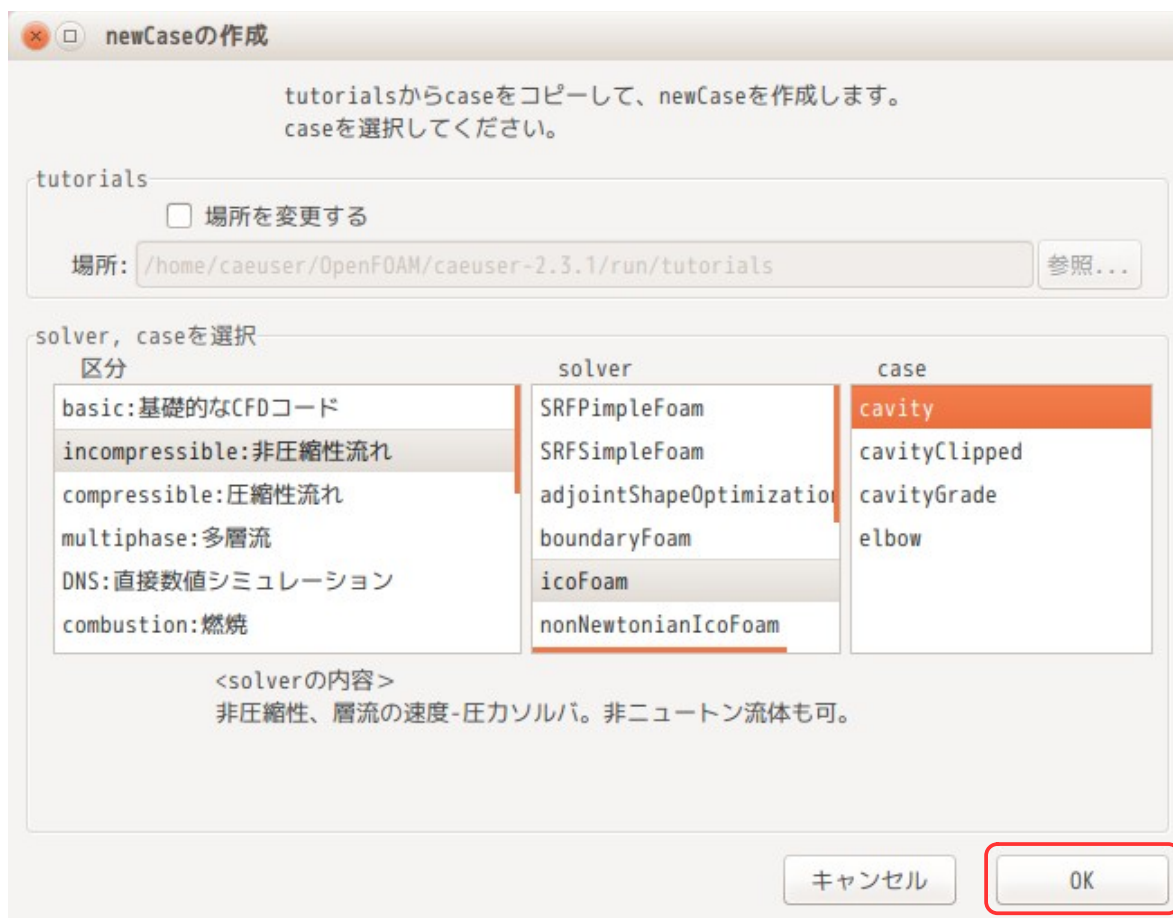 newCaseの作成
tutorialsからcaseをコピーして、newCaseを作成します。
caseを選択してください。
tutorials
場所を変更する
場所: /home/caeuser/OpenFOAM/caeuser-2.3.1/run/tutorials 参照...
solver, caseを選択
区分 solver case
basic:基礎的なCFDコード SRFPimpleFoam cavity
incompressible:非圧縮性流れ SRFSimpleFoam cavityClipped
compressible:圧縮性流れ adjointShapeOptimization cavityGrade
multiphase:多層流 boundaryFoam elbow
DNS:直接数値シミュレーション icoFoam
combustion:燃焼 nonNewtonianIcoFoam
<solverの内容＞
非圧縮性、層流の速度-圧力ソルバ。非ニュートン流体も可。
キャンセル OK